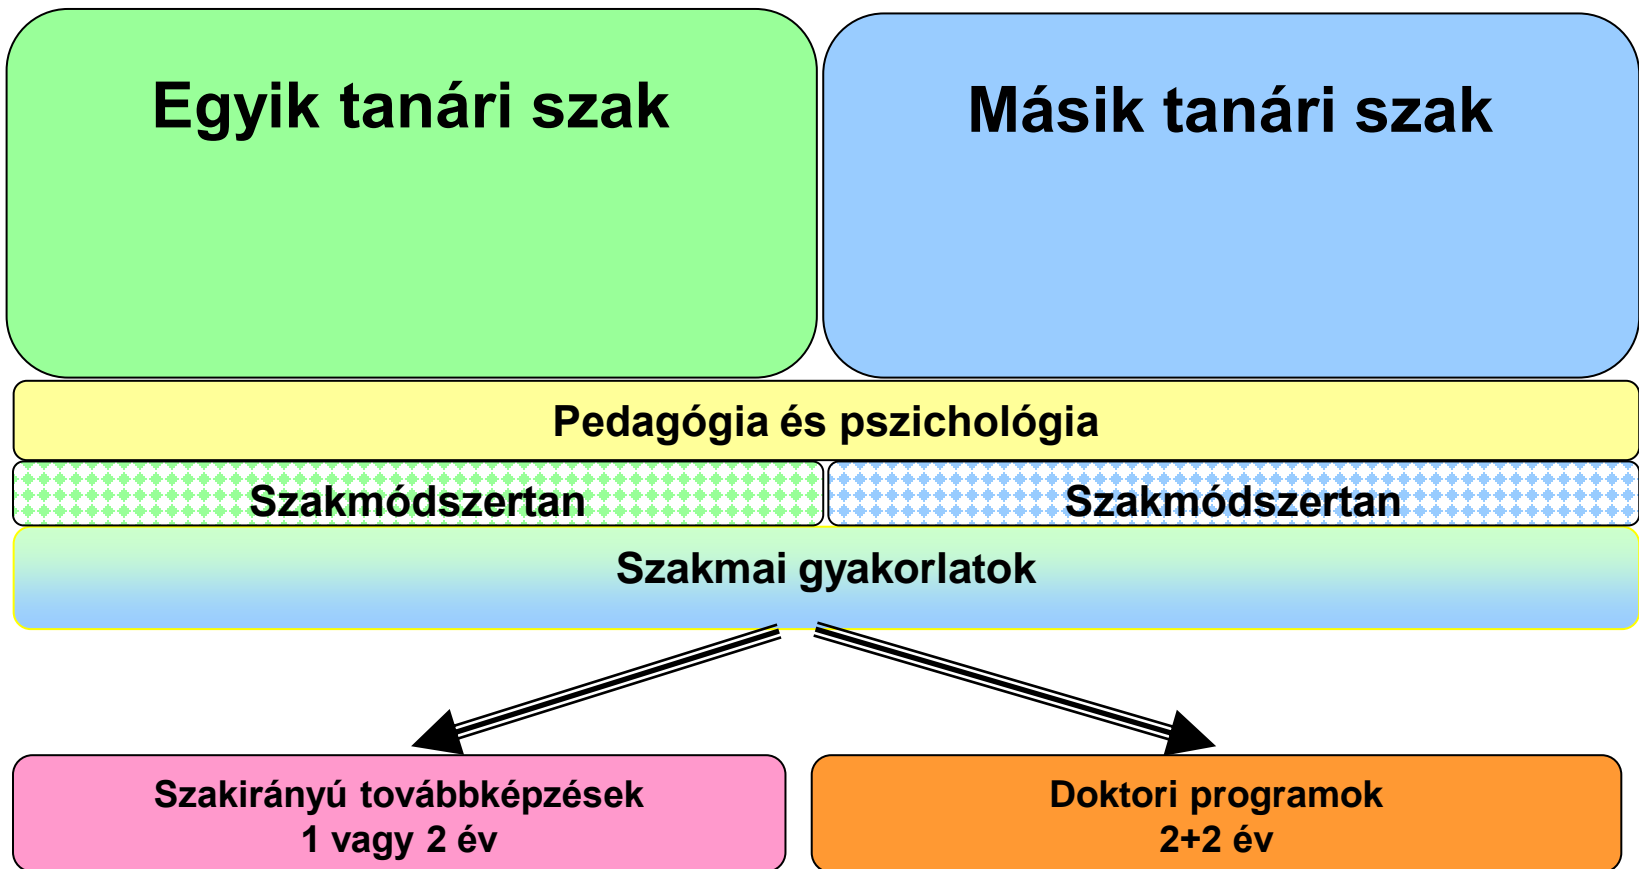 Egyik tanári szak
Másik tanári szak
Pedagógia és pszichológia
Szakmódszertan
Szakmódszertan
Szakmai gyakorlatok
Szakirányú továbbképzések
1 vagy 2 év
Doktori programok
2+2 év